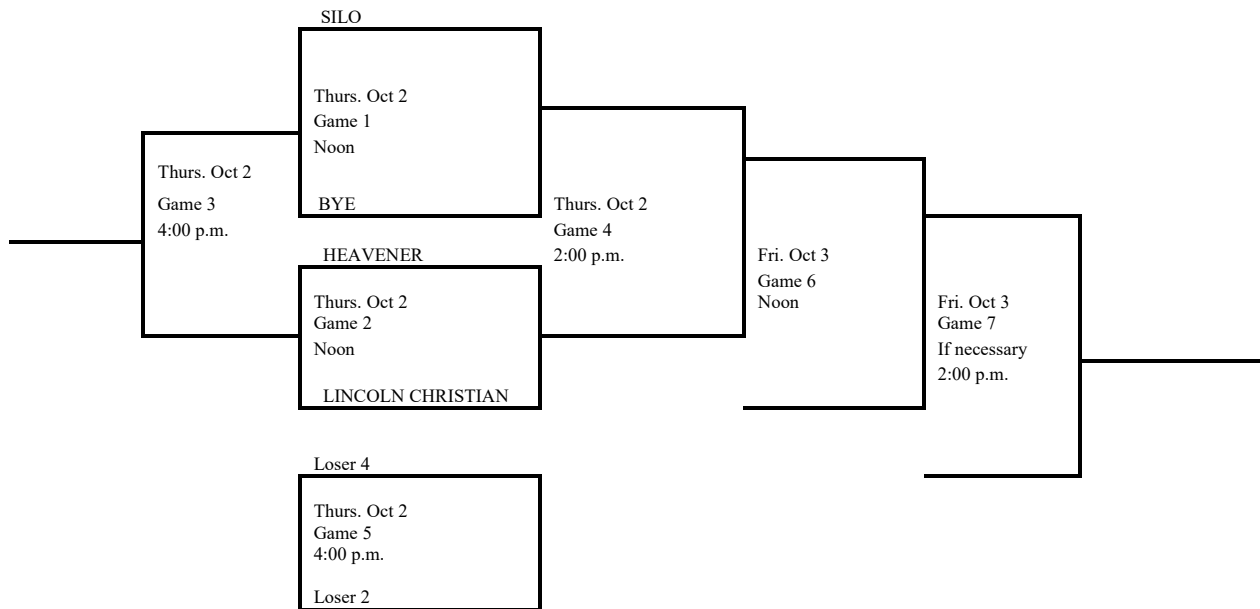 SILO
Thurs. Oct 2
Game 1
Noon
BYE
Thurs. Oct 2
Game 3
4:00 p.m.
HEAVENER
Thurs. Oct 2
Game 2
Noon
LINCOLN CHRISTIAN
Thurs. Oct 2
Game 4
2:00 p.m.
Fri. Oct 3
Game 6
Noon
Fri. Oct 3
Game 7
If necessary
2:00 p.m.
Loser 4
Thurs. Oct 2
Game 5
4:00 p.m.
Loser 2